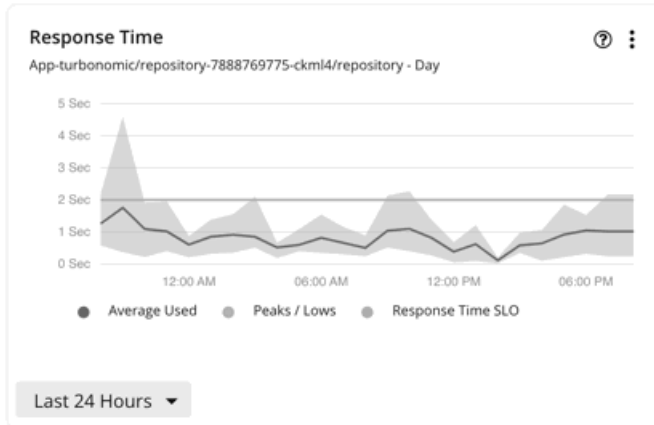 Response Time
App-turbonomic/repository-7888769775-ckml4/repository - Day
5 Sec
4 Sec
3 Sec
2 Sec
1 Sec
0 Sec
12:00 AM 06:00 AM 12:00 PM 06:00 PM
Average Used Peaks / Lows Response Time SLO
Last 24 Hours